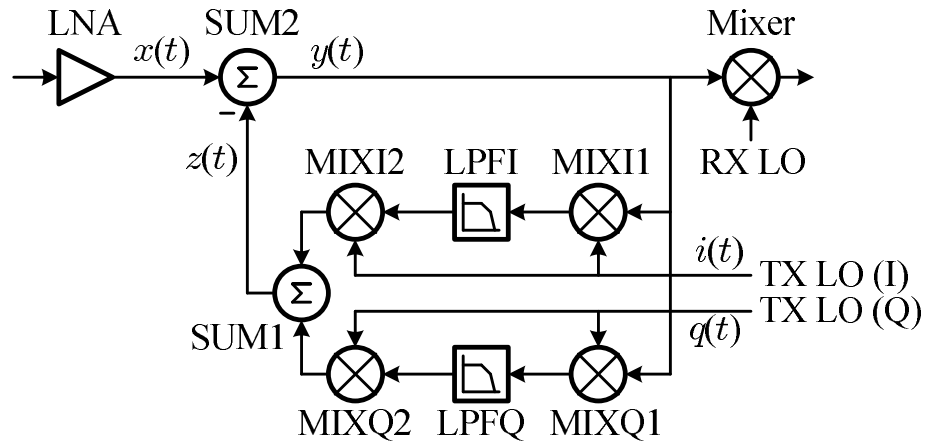 LNA
SUM2
Mixer
x(t)
Σ
y(t)
−
z(t)
RX LO
MIXI2
LPFI
MIXI1
i(t)
TX LO (I)
Σ
TX LO (Q)
SUM1
q(t)
MIXQ2
LPFQ
MIXQ1